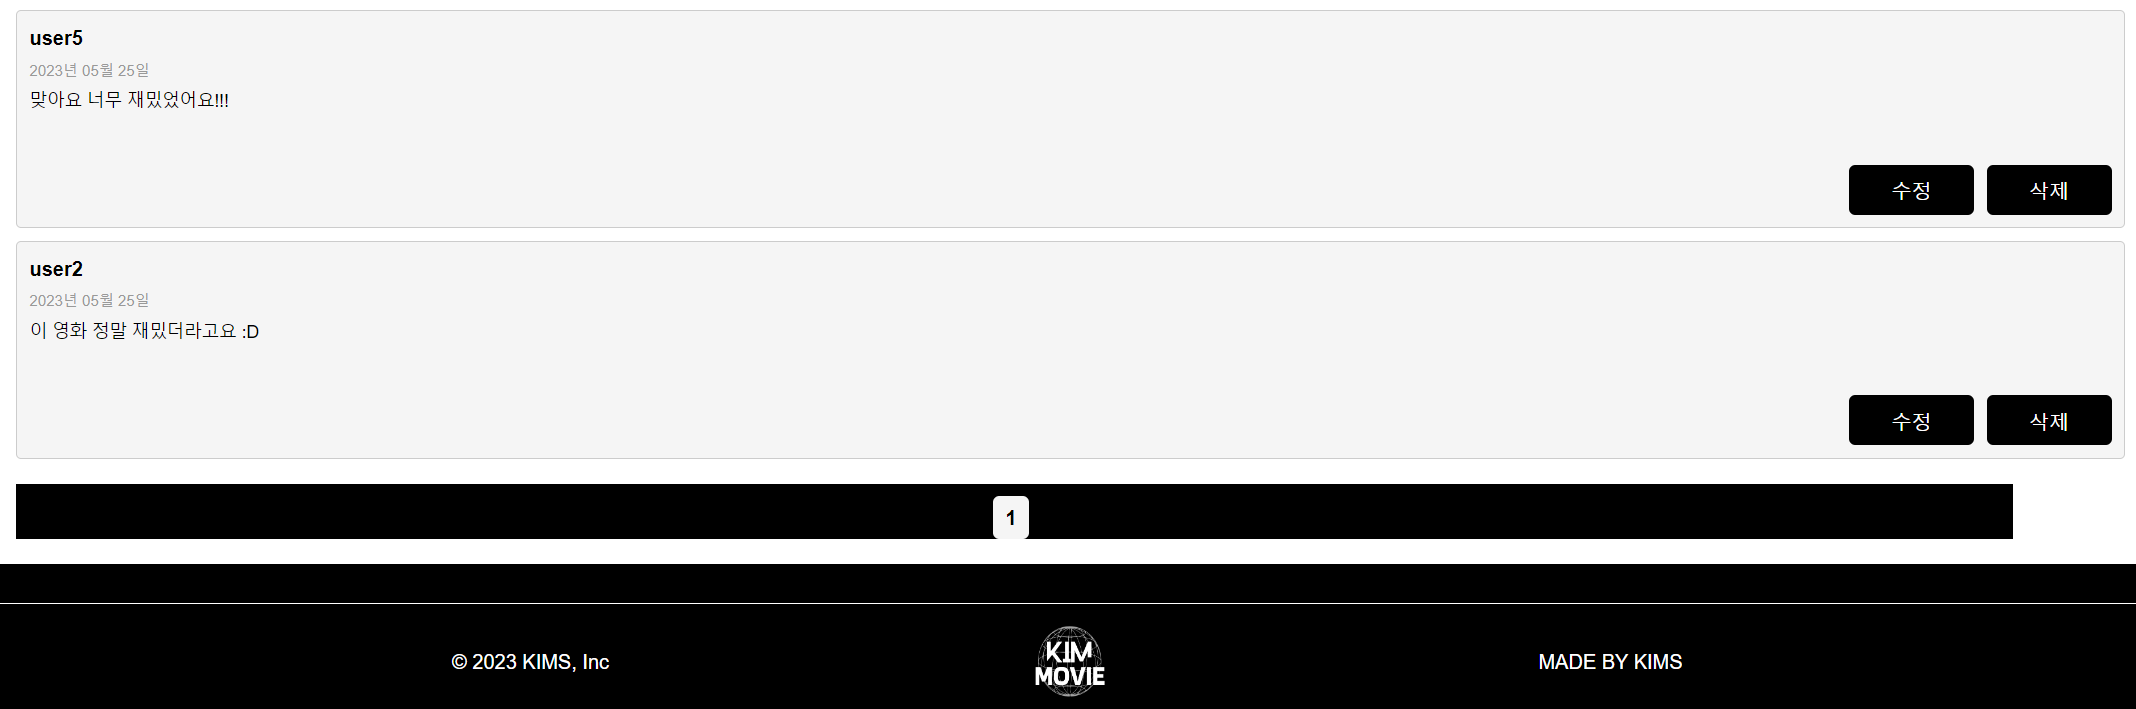 user5
2023년 05월 25일
맞아요 너무 재밌었어요!!!
수정 삭제
user2
2023년 05월 25일
이 영화 정말 재밌더라고요 :D
수정 삭제
1
© 2023 KIMS, Inc
KIM
MOVIE
MADE BY KIMS